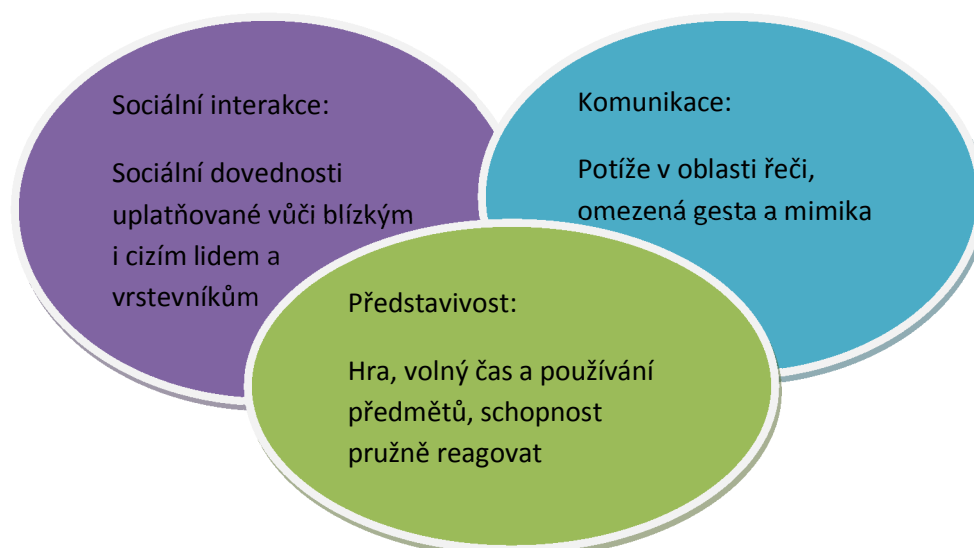 Sociální interakce:
Sociální dovednosti
uplatňované vůči blízkým
i cizím lidem a
vrstevníkům
Komunikace:
Potíže v oblasti řeči,
omezená gesta a mimika
Představivost:
Hra, volný čas a používání
předmětů, schopnost
pružně reagovat